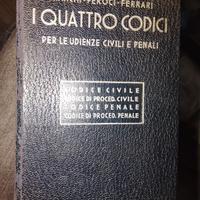 FEROCI-FERRARI
I QUATTRO CODICI
PER LE UDIENZE CIVILI E PENALI
CODICE CIVILE
CODICE DI PROCED. CIVILE
CODICE PENALE
CODICE DI PROCED. PENALE